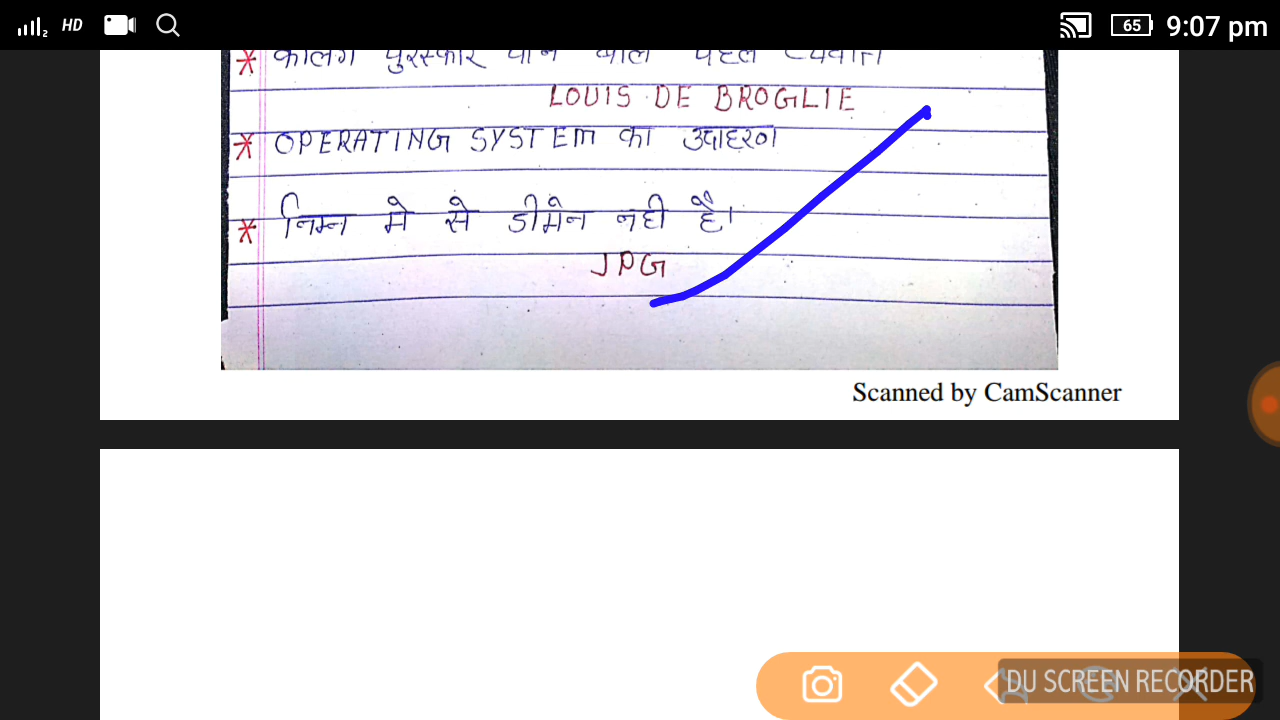 HD 65 9:07 pm
* कलिंग पुरस्कार पाने वाले पहले व्यक्ति
LOUIS DE BROGLIE
* OPERATING SYSTEM का उदाहरण
* निम्न मे से डोमेन नही है।
JPG
Scanned by CamScanner
DU SCREEN RECORDER